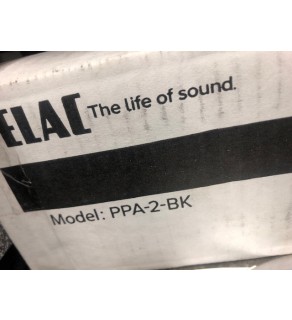 ELAC The life of sound.
Model: PPA-2-BK